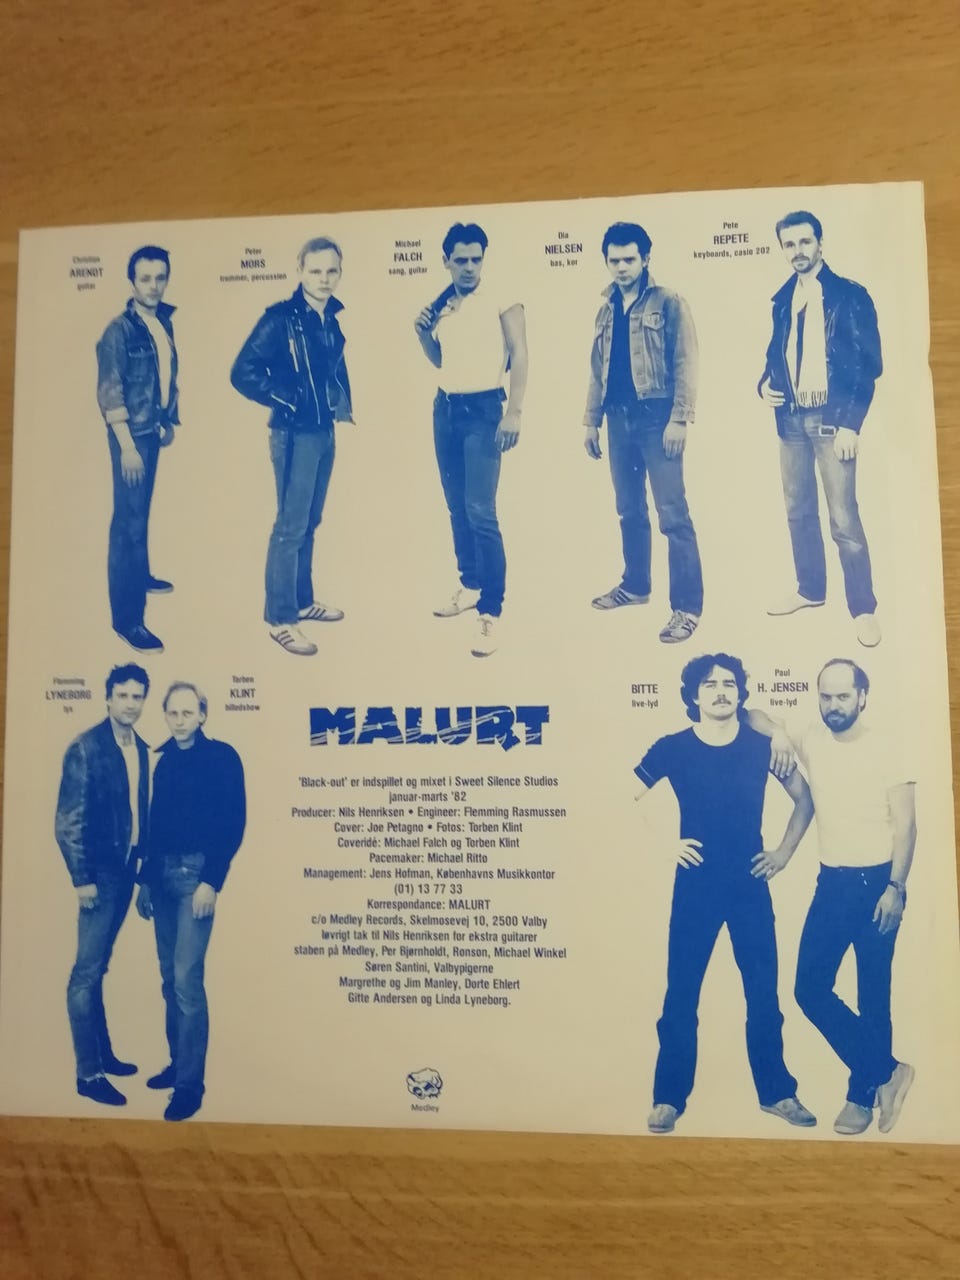 Christian
ARENDT
guitar
Peter
MORS
trommer, percussion
Michael
FALCH
sang, guitar
Dia
NIELSEN
bas, kor
Pete
REPETE
keyboards, casio 202
Flemming
LYNEBORG
lys
Torben
KLINT
billedshow
BITTE
live-lyd
Paul
H. JENSEN
live-lyd
MALURT
'Black-out' er indspillet og mixet i Sweet Silence Studios
januar-marts '82
Producer: Nils Henriksen • Engineer: Flemming Rasmussen
Cover: Joe Petagno • Fotos: Torben Klint
Coveridé: Michael Falch og Torben Klint
Pacemaker: Michael Ritto
Management: Jens Hofman, Københavns Musikkontor
(01) 13 77 33
Korrespondance: MALURT
c/o Medley Records, Skelmosevej 10, 2500 Valby
Iøvrigt tak til Nils Henriksen for ekstra guitarer
staben på Medley, Per Bjørnholdt, Ronson, Michael Winkel
Søren Santini, Valbypigerne
Margrethe og Jim Manley, Dorte Ehlert
Gitte Andersen og Linda Lyneborg.
Medley